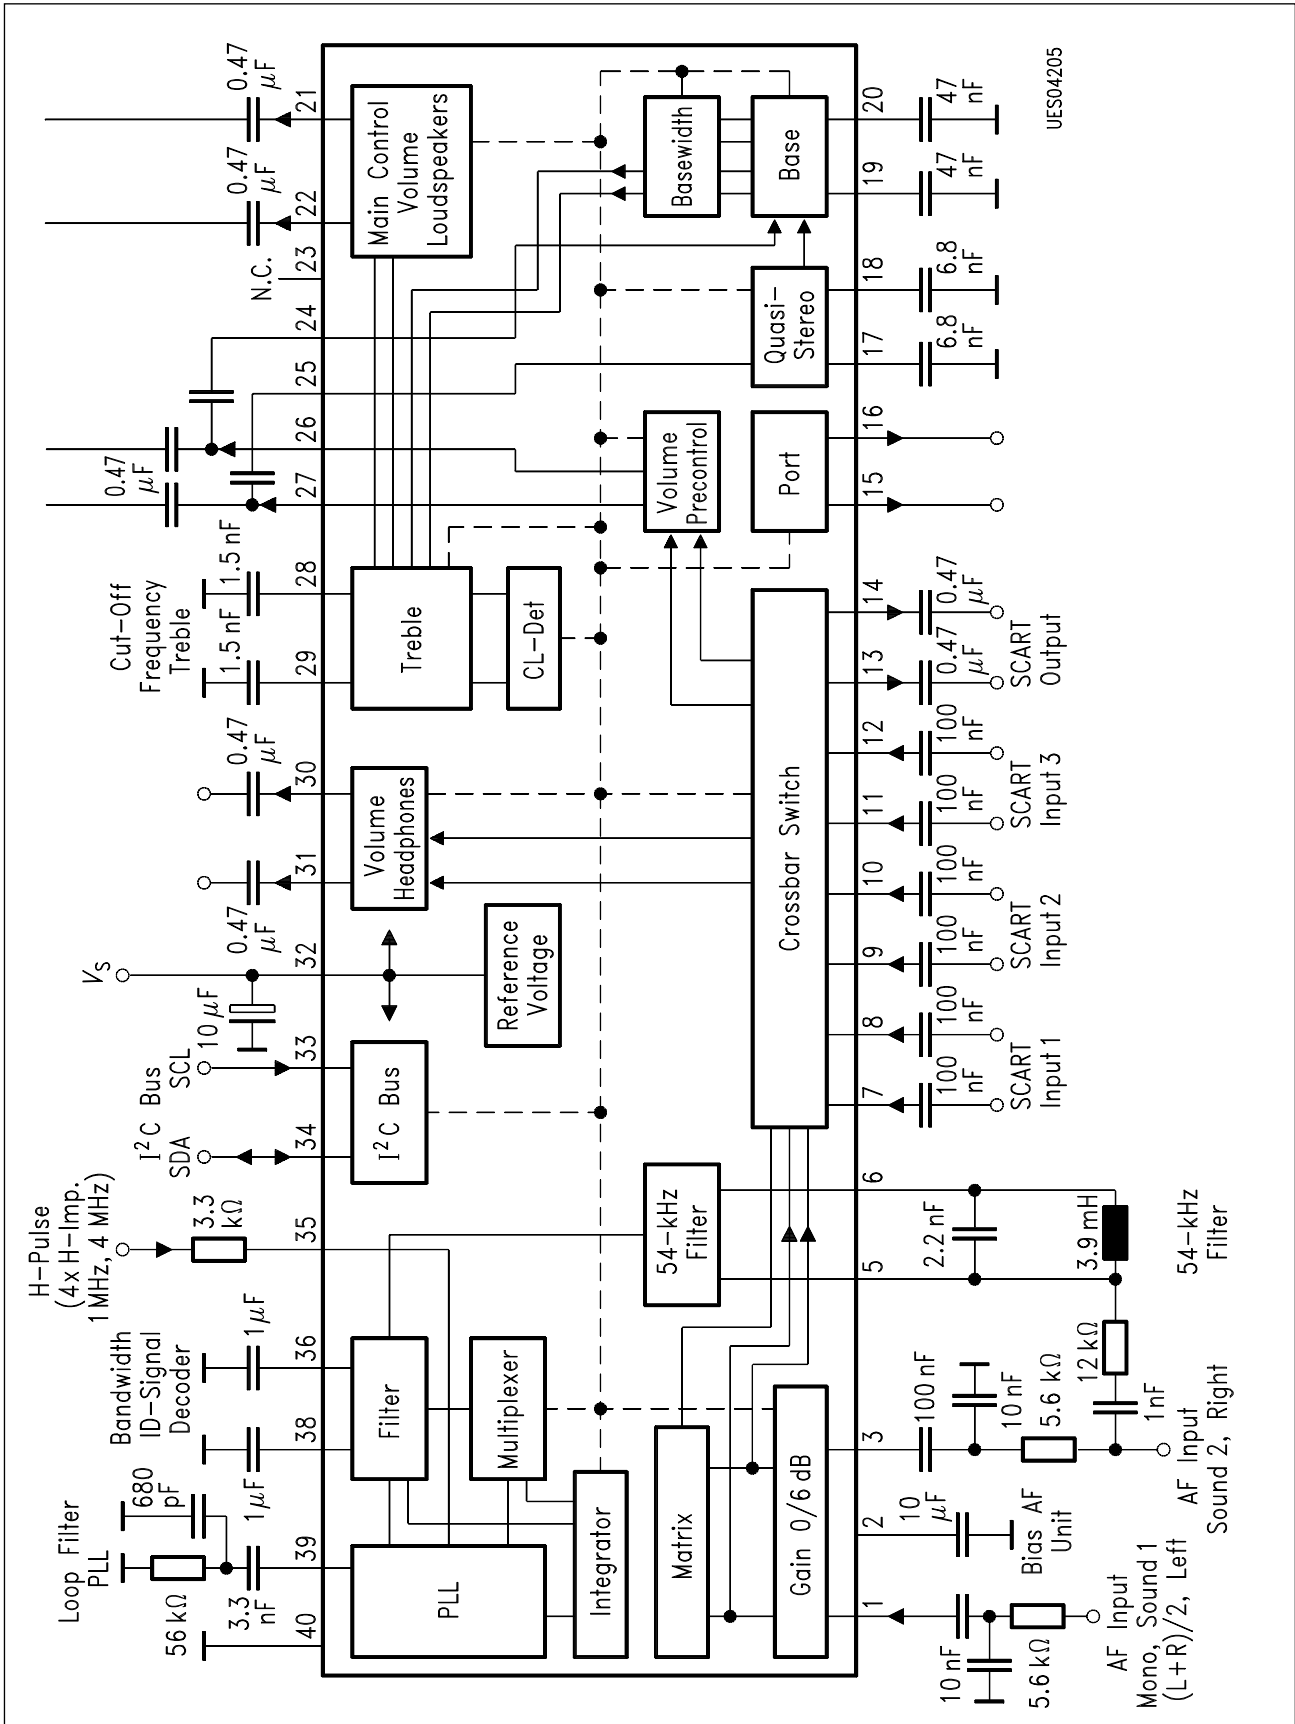 Loop Filter
PLL
56 kΩ
680
pF
3.3
nF
1 µF
Bandwidth
ID-Signal
Decoder
1 µF
H-Pulse
(4x H-Imp.
1 MHz, 4 MHz)
3.3
kΩ
I²C Bus
SDA
SCL
10 µF
VS
0.47
µF
0.47
µF
Cut-Off
Frequency
Treble
1.5 nF
1.5 nF
0.47
µF
N.C.
0.47
µF
0.47
µF
40
39
38
36
35
34
33
32
31
30
29
28
27
26
25
24
23
22
21
PLL
Filter
Multiplexer
Integrator
I²C Bus
Reference
Voltage
Volume
Headphones
Treble
CL-Det
Main Control
Volume
Loudspeakers
Matrix
Gain 0/6 dB
54-kHz
Filter
Crossbar Switch
Volume
Precontrol
Port
Quasi-
Stereo
Basewidth
Base
1
2
3
5
6
7
8
9
10
11
12
13
14
15
16
17
18
19
20
10 nF
5.6 kΩ
AF Input
Mono, Sound 1
(L+R)/2, Left
10
µF
Bias AF
Unit
100 nF
10 nF
5.6 kΩ
1 nF
12 kΩ
AF Input
Sound 2, Right
2.2 nF
3.9 mH
54-kHz
Filter
100
nF
100
nF
SCART
Input 1
100
nF
100
nF
SCART
Input 2
100
nF
100
nF
SCART
Input 3
0.47
µF
0.47
µF
SCART
Output
6.8
nF
6.8
nF
47
nF
47
nF
UES04205